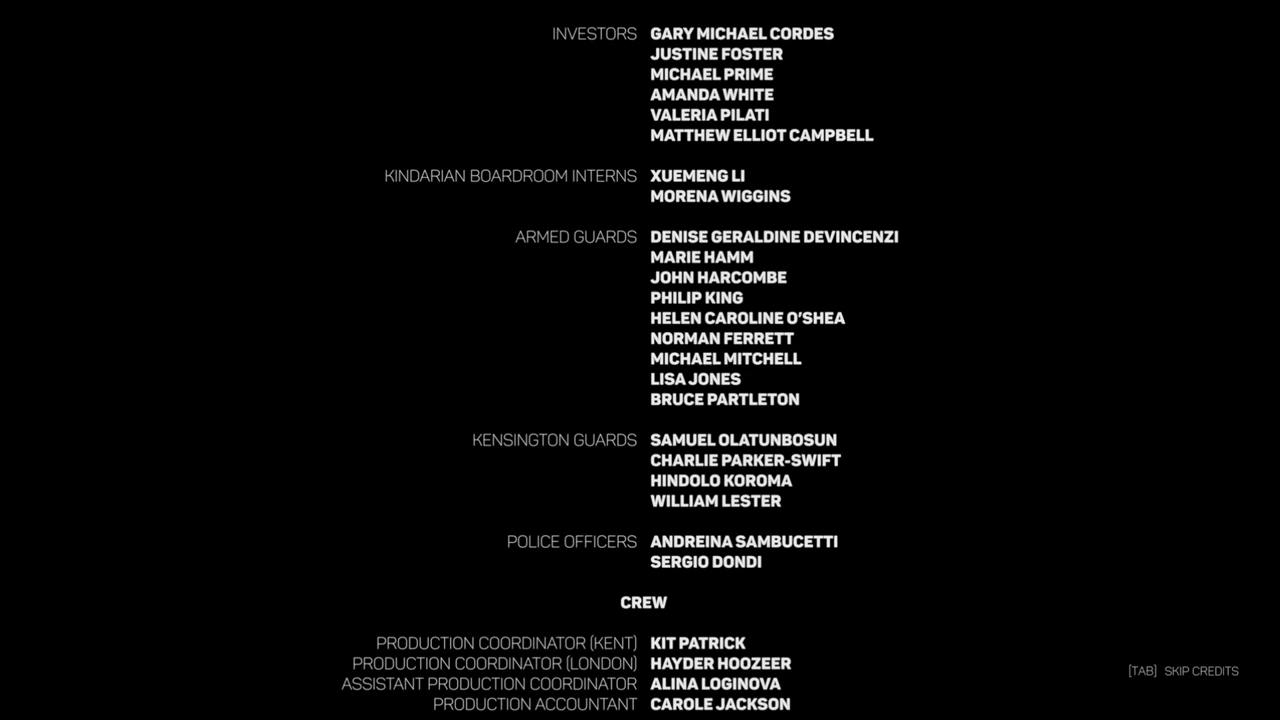 INVESTORS GARY MICHAEL CORDES
JUSTINE FOSTER
MICHAEL PRIME
AMANDA WHITE
VALERIA PILATI
MATTHEW ELLIOT CAMPBELL
KINDARIAN BOARDROOM INTERNS XUEMENG LI
MORENA WIGGINS
ARMED GUARDS DENISE GERALDINE DEVINCENZI
MARIE HAMM
JOHN HARCOMBE
PHILIP KING
HELEN CAROLINE O'SHEA
NORMAN FERRETT
MICHAEL MITCHELL
LISA JONES
BRUCE PARTLETON
KENSINGTON GUARDS SAMUEL OLATUNBOSUN
CHARLIE PARKER-SWIFT
HINDOLO KOROMA
WILLIAM LESTER
POLICE OFFICERS ANDREINA SAMBUCETTI
SERGIO DONDI
CREW
PRODUCTION COORDINATOR (KENT) KIT PATRICK
PRODUCTION COORDINATOR (LONDON) HAYDER HOOZEER
ASSISTANT PRODUCTION COORDINATOR ALINA LOGINOVA
PRODUCTION ACCOUNTANT CAROLE JACKSON
[TAB] SKIP CREDITS